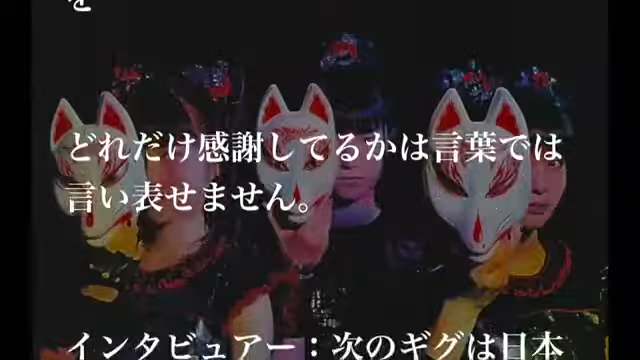 を
どれだけ感謝してるかは言葉では
言い表せません。
インタビュアー：次のギグは日本